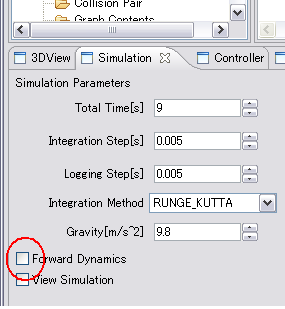 Collision Pair
Graph Contents
3DView Simulation Controller
Simulation Parameters
Total Time[s] 9
Integration Step[s] 0.005
Logging Step[s] 0.005
Integration Method RUNGE_KUTTA
Gravity[m/s^2] 9.8
Forward Dynamics
View Simulation